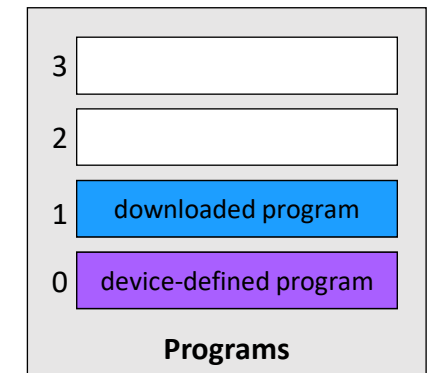 3
2
1 downloaded program
0 device-defined program
Programs